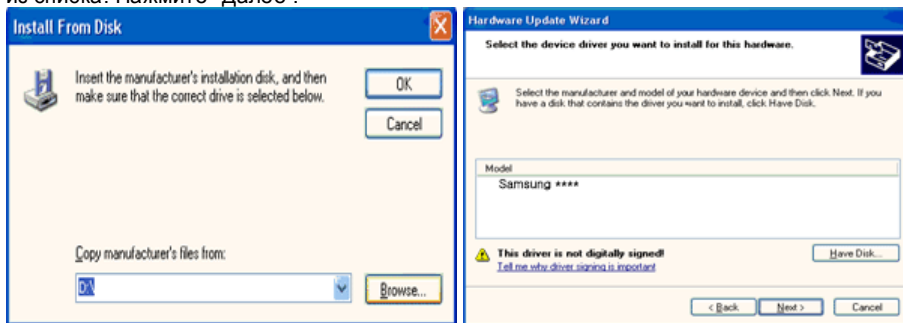 из списка. Нажмите "Далее".
Install From Disk
Insert the manufacturer's installation disk, and then
make sure that the correct drive is selected below.
OK
Cancel
Copy manufacturer's files from:
D:\
Browse...
Hardware Update Wizard
Select the device driver you want to install for this hardware.
Select the manufacturer and model of your hardware device and then click Next. If you
have a disk that contains the driver you want to install, click Have Disk.
Model
Samsung ****
This driver is not digitally signed!
Tell me why driver signing is important
Have Disk...
< Back
Next >
Cancel